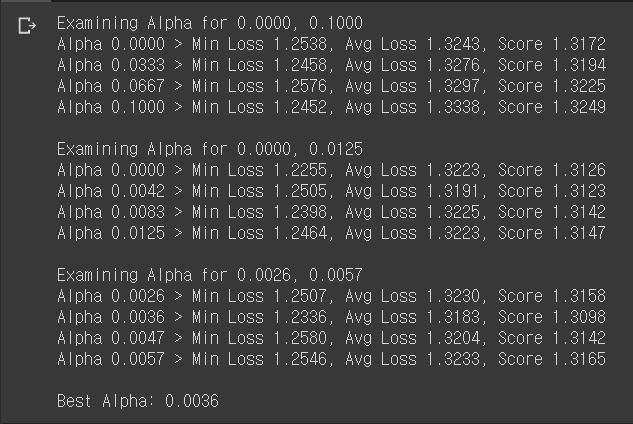 Examining Alpha for 0.0000, 0.1000
Alpha 0.0000 > Min Loss 1.2538, Avg Loss 1.3243, Score 1.3172
Alpha 0.0333 > Min Loss 1.2458, Avg Loss 1.3276, Score 1.3194
Alpha 0.0667 > Min Loss 1.2576, Avg Loss 1.3297, Score 1.3225
Alpha 0.1000 > Min Loss 1.2452, Avg Loss 1.3338, Score 1.3249
Examining Alpha for 0.0000, 0.0125
Alpha 0.0000 > Min Loss 1.2255, Avg Loss 1.3223, Score 1.3126
Alpha 0.0042 > Min Loss 1.2505, Avg Loss 1.3191, Score 1.3123
Alpha 0.0083 > Min Loss 1.2398, Avg Loss 1.3225, Score 1.3142
Alpha 0.0125 > Min Loss 1.2464, Avg Loss 1.3223, Score 1.3147
Examining Alpha for 0.0026, 0.0057
Alpha 0.0026 > Min Loss 1.2507, Avg Loss 1.3230, Score 1.3158
Alpha 0.0036 > Min Loss 1.2336, Avg Loss 1.3183, Score 1.3098
Alpha 0.0047 > Min Loss 1.2580, Avg Loss 1.3204, Score 1.3142
Alpha 0.0057 > Min Loss 1.2546, Avg Loss 1.3233, Score 1.3165
Best Alpha: 0.0036